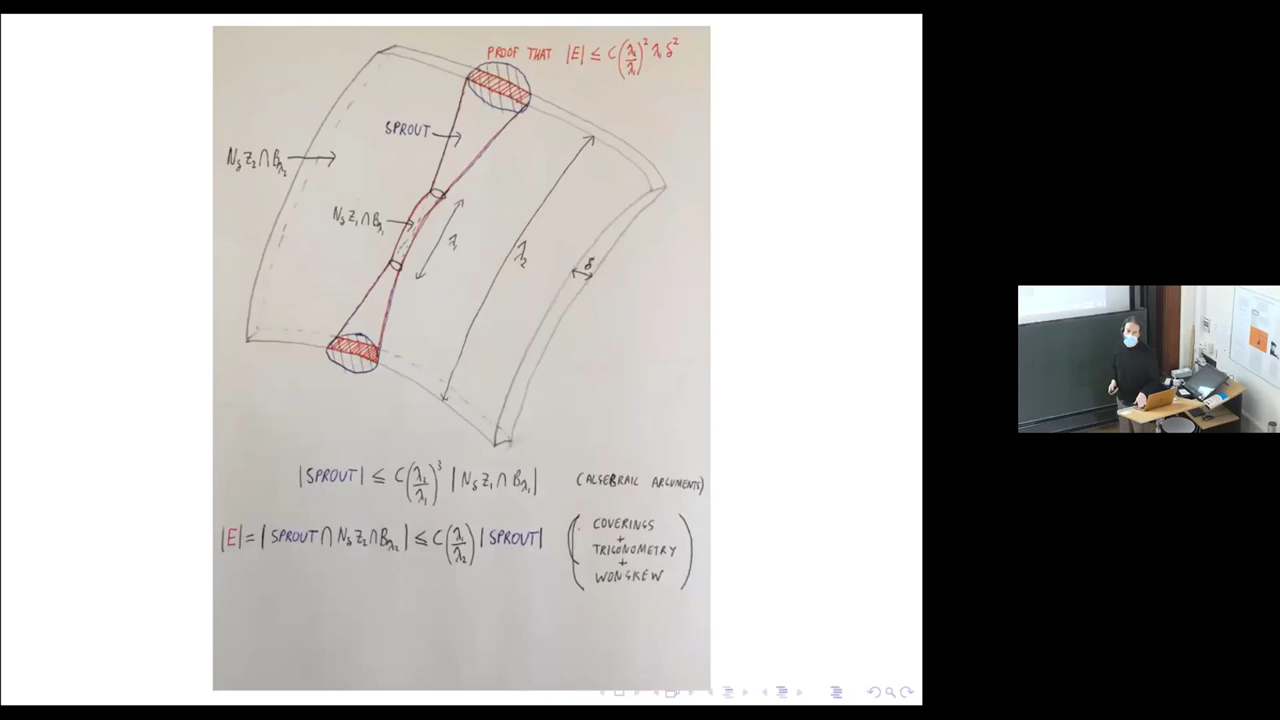 PROOF THAT |E| ≤ C(λ₂/λ₁)² λ₁ δ²
SPROUT
N_δ Z₂ ∩ B_λ₂
N_δ Z₁ ∩ B_λ₁
λ₁
λ₂
δ
|SPROUT| ≤ C(λ₂/λ₁)³ |N_δ Z₁ ∩ B_λ₁| (ALGEBRAIC ARGUMENTS)
|E| = |SPROUT ∩ N_δ Z₂ ∩ B_λ₂| ≤ C(λ₁/λ₂) |SPROUT| (COVERINGS
+
TRIGONOMETRY
+
WONGKEW)